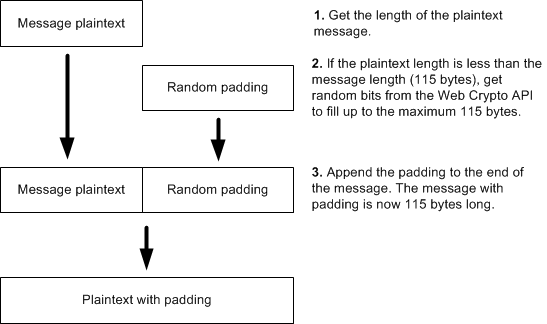 Message plaintext
1. Get the length of the plaintext
message.
2. If the plaintext length is less than the
message length (115 bytes), get
random bits from the Web Crypto API
to fill up to the maximum 115 bytes.
Random padding
Message plaintext
Random padding
3. Append the padding to the end of
the message. The message with
padding is now 115 bytes long.
Plaintext with padding